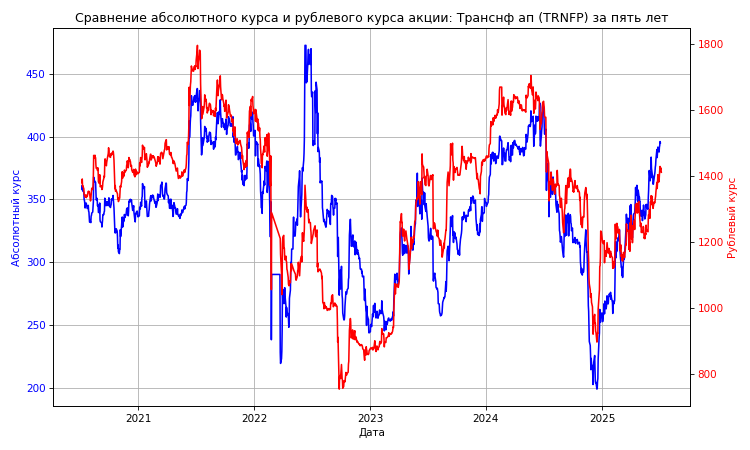 Сравнение абсолютного курса и рублевого курса акции: Транснф ап (TRNFP) за пять лет
Абсолютный курс
450
400
350
300
250
200
1800
1600
1400
1200
1000
800
Рублевый курс
2021 2022 2023 2024 2025
Дата